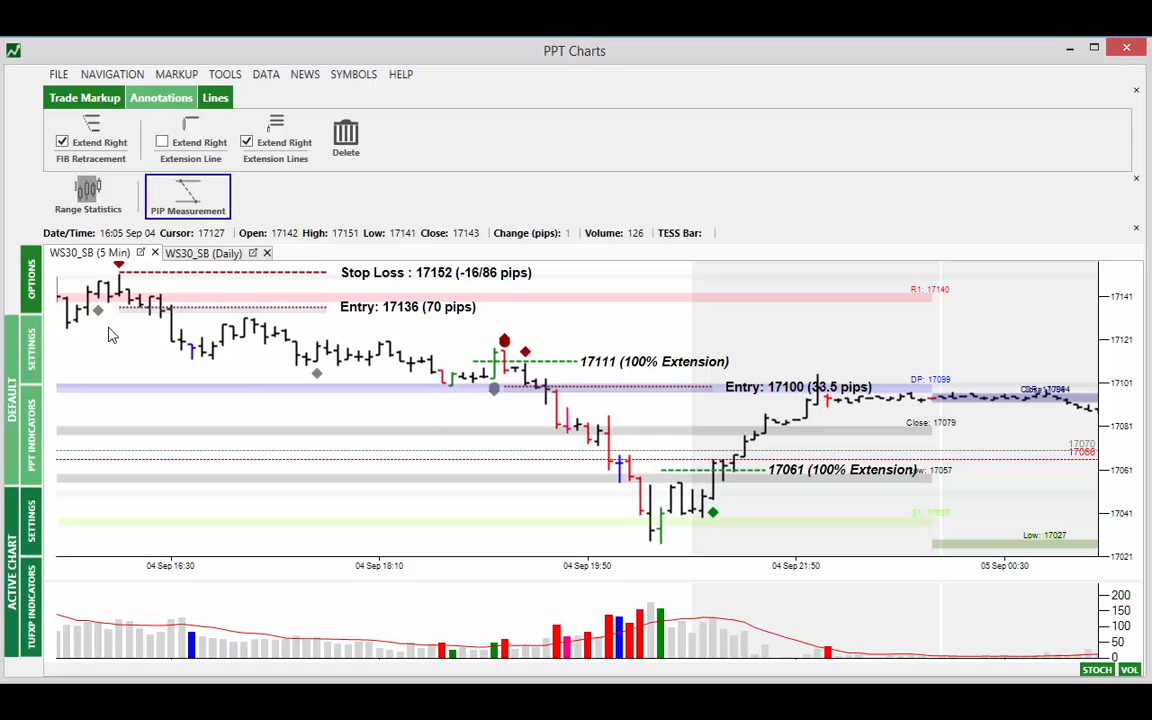 PPT Charts
FILE NAVIGATION MARKUP TOOLS DATA NEWS SYMBOLS HELP
Trade Markup Annotations Lines
Extend Right Extend Right Extend Right
FIB Retracement Extension Line Extension Lines Delete
Range Statistics PIP Measurement
Date/Time: 16:05 Sep 04 Cursor: 17127 Open: 17142 High: 17151 Low: 17141 Close: 17143 Change (pips): 1 Volume: 126 TESS Bar:
WS30_SB (5 Min) WS30_SB (Daily)
OPTIONS
SETTINGS
PPT INDICATORS
DEFAULT
SETTINGS
TUFXP INDICATORS
ACTIVE CHART
Stop Loss : 17152 (-16/86 pips)
R1: 17140
17141
Entry: 17136 (70 pips)
17121
17111 (100% Extension)
DP: 17099
17101
Entry: 17100 (33.5 pips)
Close: 17079
17081
17070
17061 (100% Extension)
17057
17061
17041
Low: 17027
17021
04 Sep 16:30 04 Sep 18:10 04 Sep 19:50 04 Sep 21:50 05 Sep 00:30
200
150
100
50
0
STOCH VOL